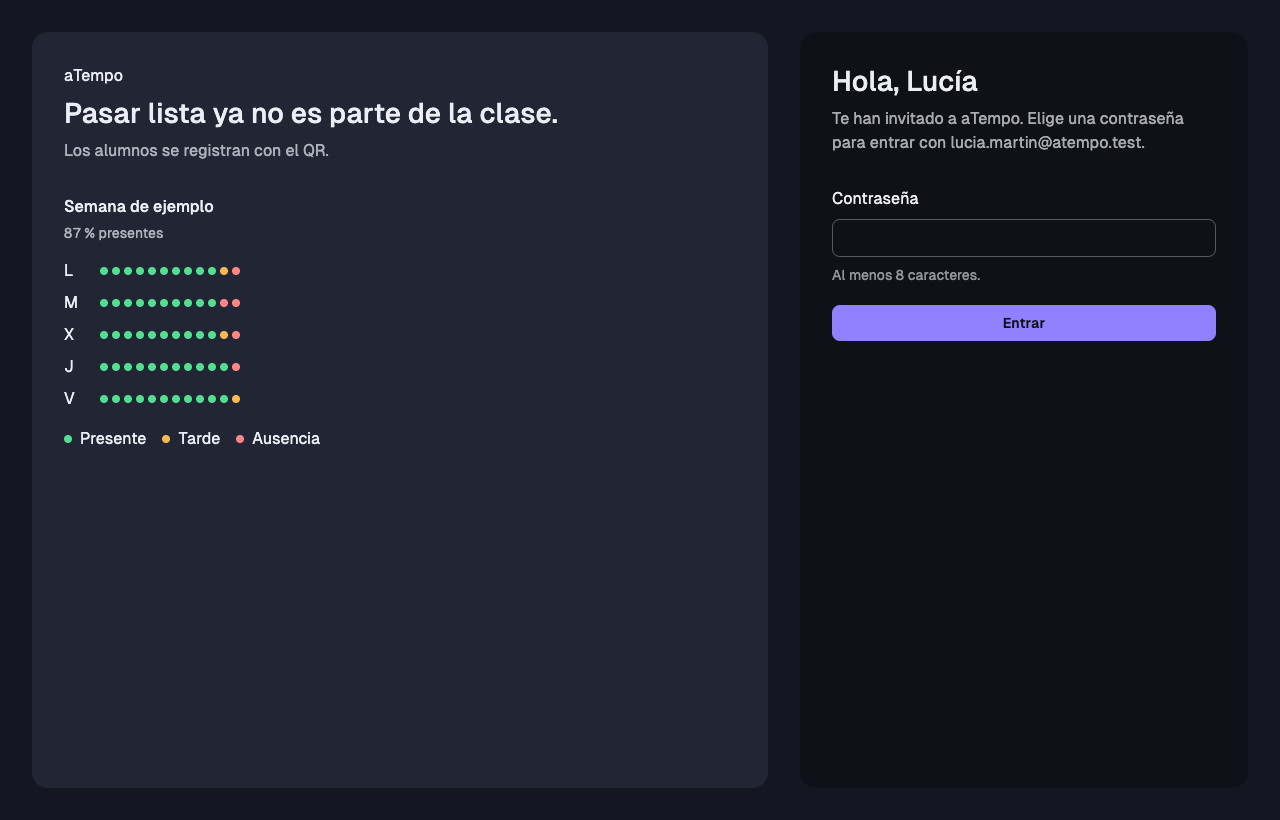 aTempo
Pasar lista ya no es parte de la clase.
Los alumnos se registran con el QR.
Semana de ejemplo
87 % presentes
L
M
X
J
V
Presente
Tarde
Ausencia
Hola, Lucía
Te han invitado a aTempo. Elige una contraseña
para entrar con lucia.martin@atempo.test.
Contraseña
Al menos 8 caracteres.
Entrar